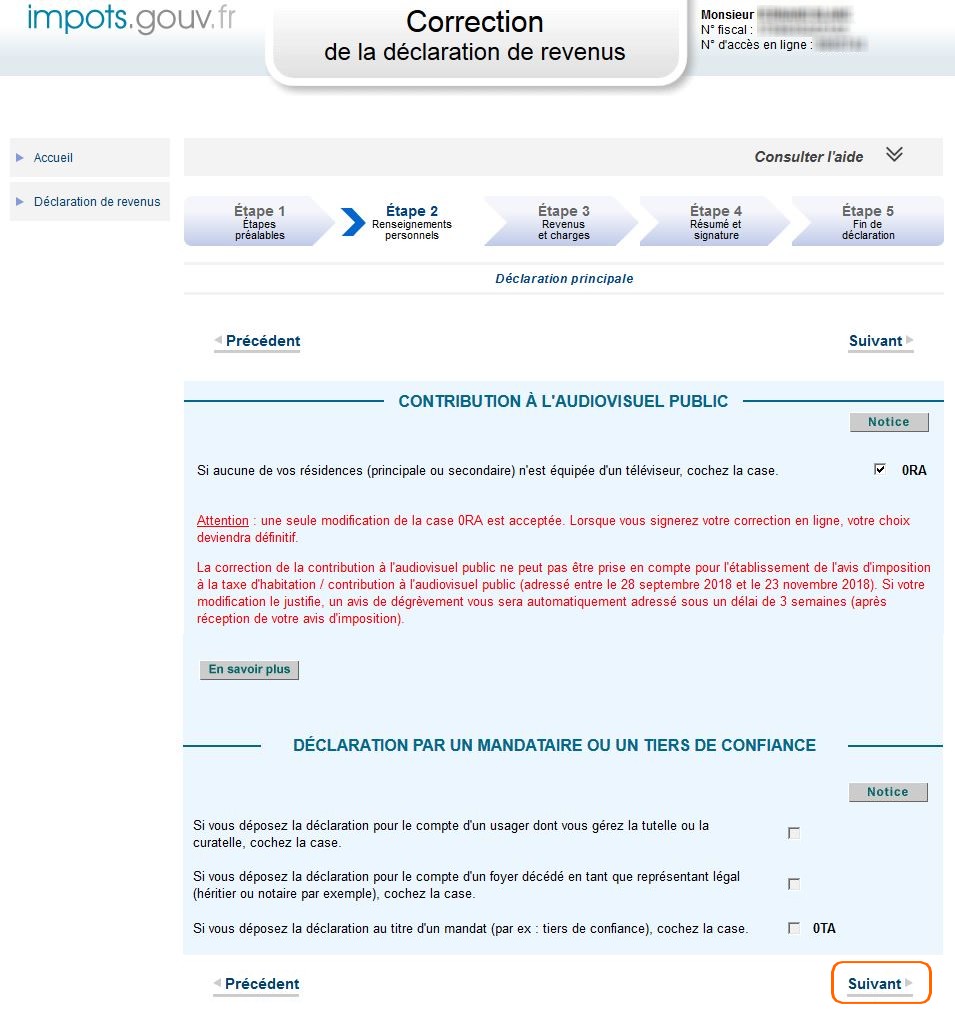 impots.gouv.fr
Correction
de la déclaration de revenus
Monsieur
N° fiscal :
N° d'accès en ligne :
Accueil
Déclaration de revenus
Consulter l'aide
Étape 1
Étapes
préalables
Étape 2
Renseignements
personnels
Étape 3
Revenus
et charges
Étape 4
Résumé et
signature
Étape 5
Fin de
déclaration
Déclaration principale
Précédent
Suivant
CONTRIBUTION À L'AUDIOVISUEL PUBLIC
Notice
Si aucune de vos résidences (principale ou secondaire) n'est équipée d'un téléviseur, cochez la case.
0RA
Attention : une seule modification de la case 0RA est acceptée. Lorsque vous signerez votre correction en ligne, votre choix
deviendra définitif.
La correction de la contribution à l'audiovisuel public ne peut pas être prise en compte pour l'établissement de l'avis d'imposition
à la taxe d'habitation / contribution à l'audiovisuel public (adressé entre le 28 septembre 2018 et le 23 novembre 2018). Si votre
modification le justifie, un avis de dégrèvement vous sera automatiquement adressé sous un délai de 3 semaines (après
réception de votre avis d'imposition).
En savoir plus
DÉCLARATION PAR UN MANDATAIRE OU UN TIERS DE CONFIANCE
Notice
Si vous déposez la déclaration pour le compte d'un usager dont vous gérez la tutelle ou la
curatelle, cochez la case.
Si vous déposez la déclaration pour le compte d'un foyer décédé en tant que représentant légal
(héritier ou notaire par exemple), cochez la case.
Si vous déposez la déclaration au titre d'un mandat (par ex : tiers de confiance), cochez la case.
0TA
Précédent
Suivant